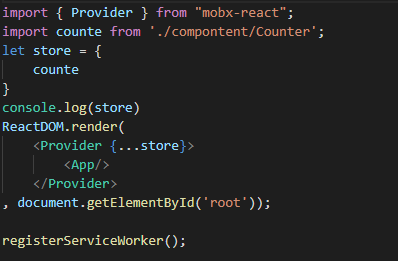 import { Provider } from "mobx-react";
import counte from './compontent/Counter';
let store = {
    counte
}
console.log(store)
ReactDOM.render(
    <Provider {...store}>
        <App/>
    </Provider>
, document.getElementById('root'));
registerServiceWorker();